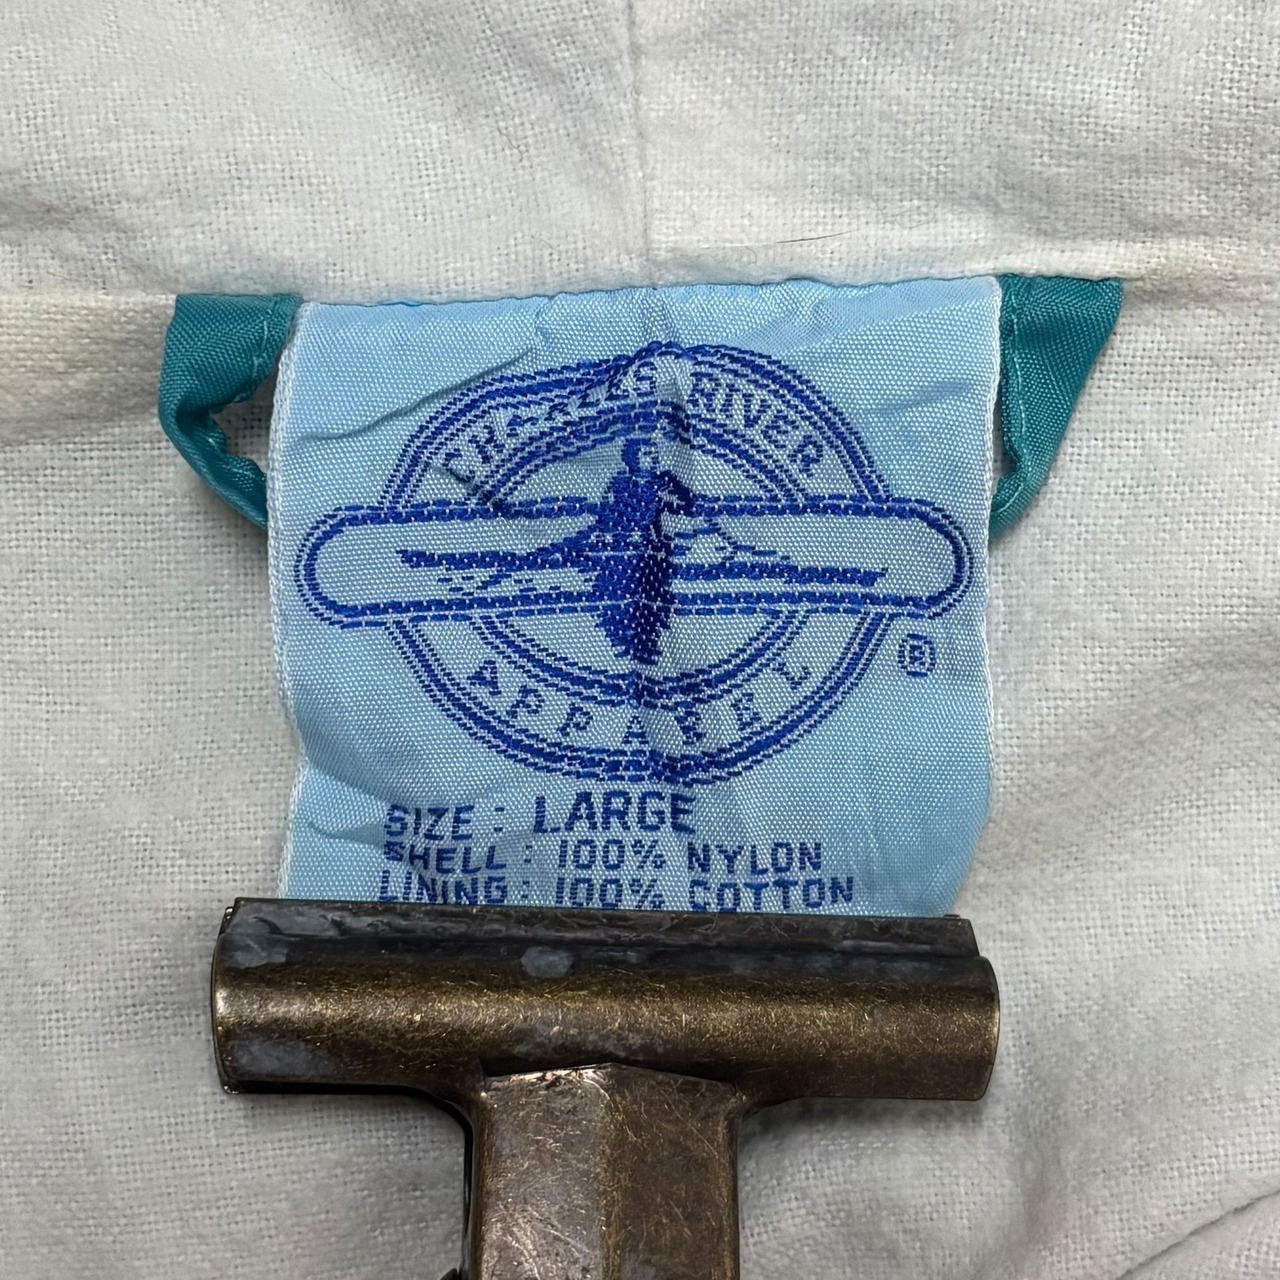 CHARLES RIVER
APPAREL
®
SIZE: LARGE
SHELL: 100% NYLON
LINING: 100% COTTON